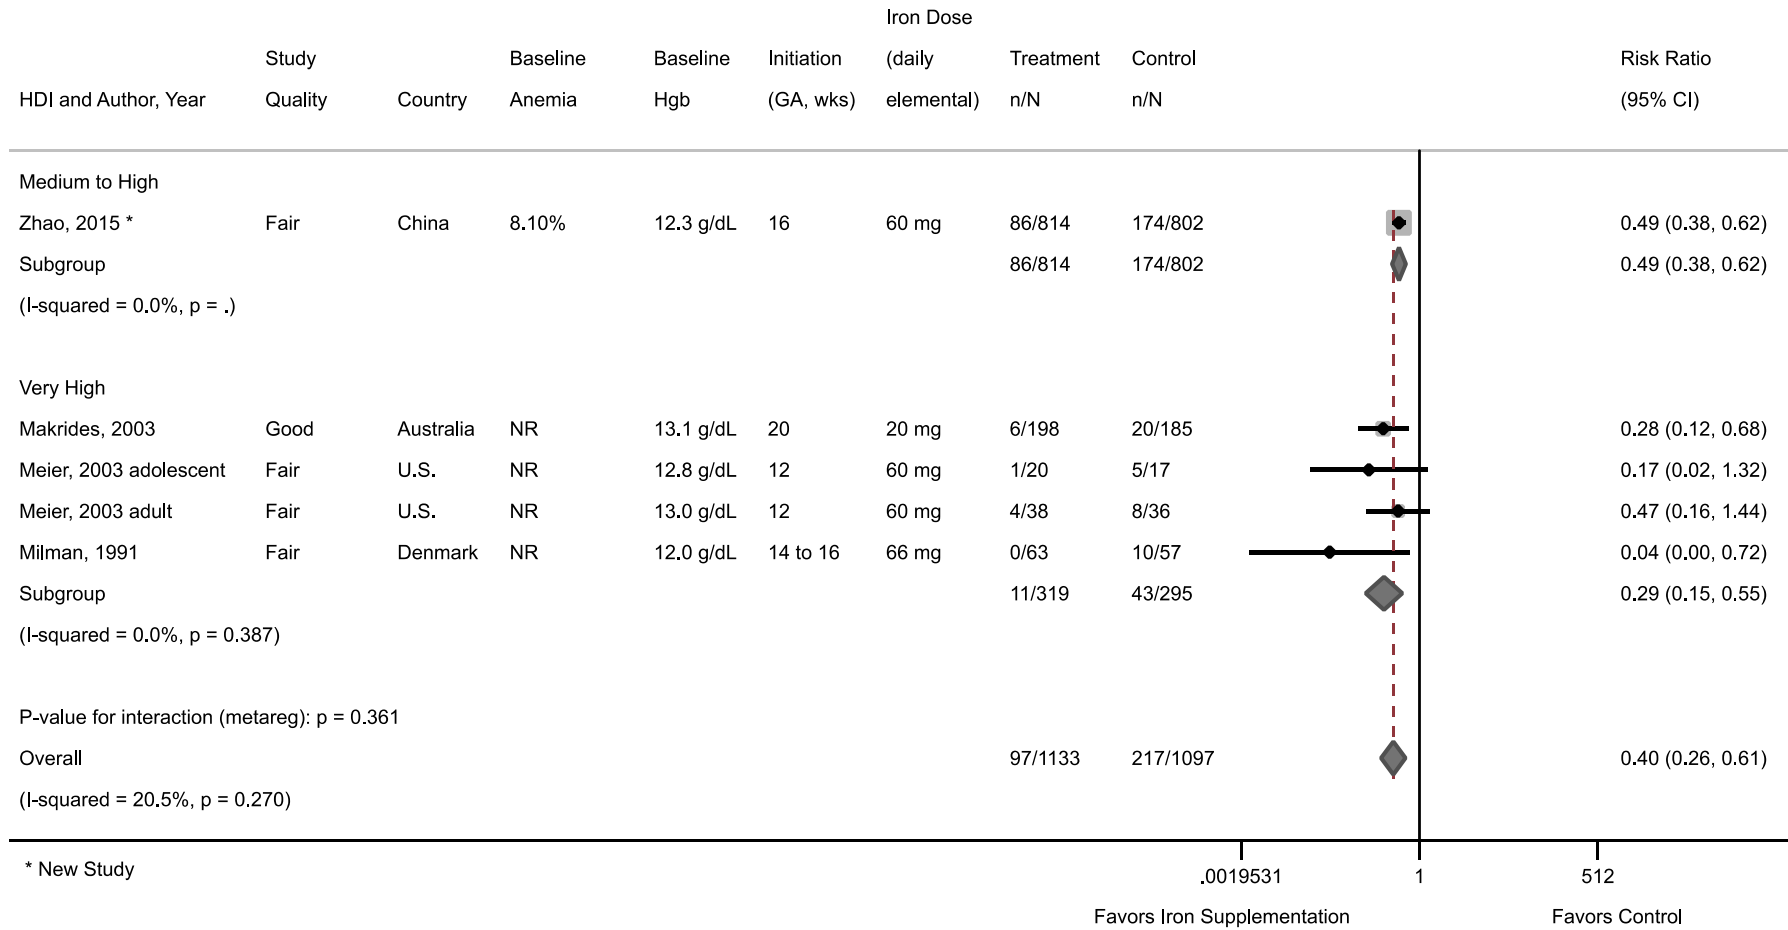 Iron Dose
Study Baseline Baseline Initiation (daily Treatment Control Risk Ratio
HDI and Author, Year Quality Country Anemia Hgb (GA, wks) elemental) n/N n/N (95% CI)
Medium to High
Zhao, 2015 * Fair China 8.10% 12.3 g/dL 16 60 mg 86/814 174/802 0.49 (0.38, 0.62)
Subgroup 86/814 174/802 0.49 (0.38, 0.62)
(I-squared = 0.0%, p = .)
Very High
Makrides, 2003 Good Australia NR 13.1 g/dL 20 20 mg 6/198 20/185 0.28 (0.12, 0.68)
Meier, 2003 adolescent Fair U.S. NR 12.8 g/dL 12 60 mg 1/20 5/17 0.17 (0.02, 1.32)
Meier, 2003 adult Fair U.S. NR 13.0 g/dL 12 60 mg 4/38 8/36 0.47 (0.16, 1.44)
Milman, 1991 Fair Denmark NR 12.0 g/dL 14 to 16 66 mg 0/63 10/57 0.04 (0.00, 0.72)
Subgroup 11/319 43/295 0.29 (0.15, 0.55)
(I-squared = 0.0%, p = 0.387)
P-value for interaction (metareg): p = 0.361
Overall 97/1133 217/1097 0.40 (0.26, 0.61)
(I-squared = 20.5%, p = 0.270)
* New Study
.0019531 1 512
Favors Iron Supplementation Favors Control